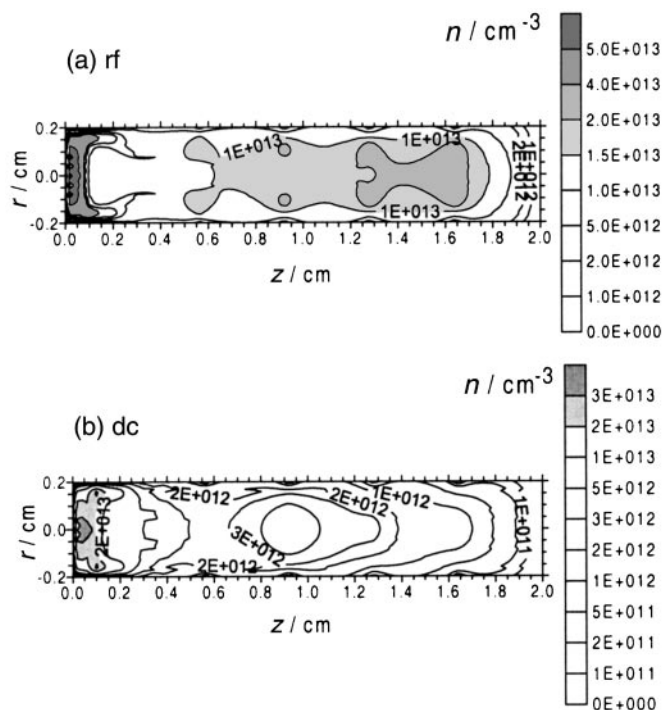 n / cm-3
(a) rf
5.0E+013
4.0E+013
2.0E+013
1.5E+013
1.0E+013
5.0E+012
2.0E+012
1.0E+012
0.0E+000
0.2
0.0
-0.2
r / cm
1E+013
1E+013
1E+013
1E+012
2E+012
0.0 0.2 0.4 0.6 0.8 1.0 1.2 1.4 1.6 1.8 2.0
z / cm
n / cm-3
(b) dc
3E+013
2E+013
1E+013
5E+012
3E+012
2E+012
1E+012
5E+011
2E+011
1E+011
0E+000
0.2
0.0
-0.2
r / cm
2E+013
2E+012
2E+012
3E+012
2E+012
1E+012
1E+011
0.0 0.2 0.4 0.6 0.8 1.0 1.2 1.4 1.6 1.8 2.0
z / cm